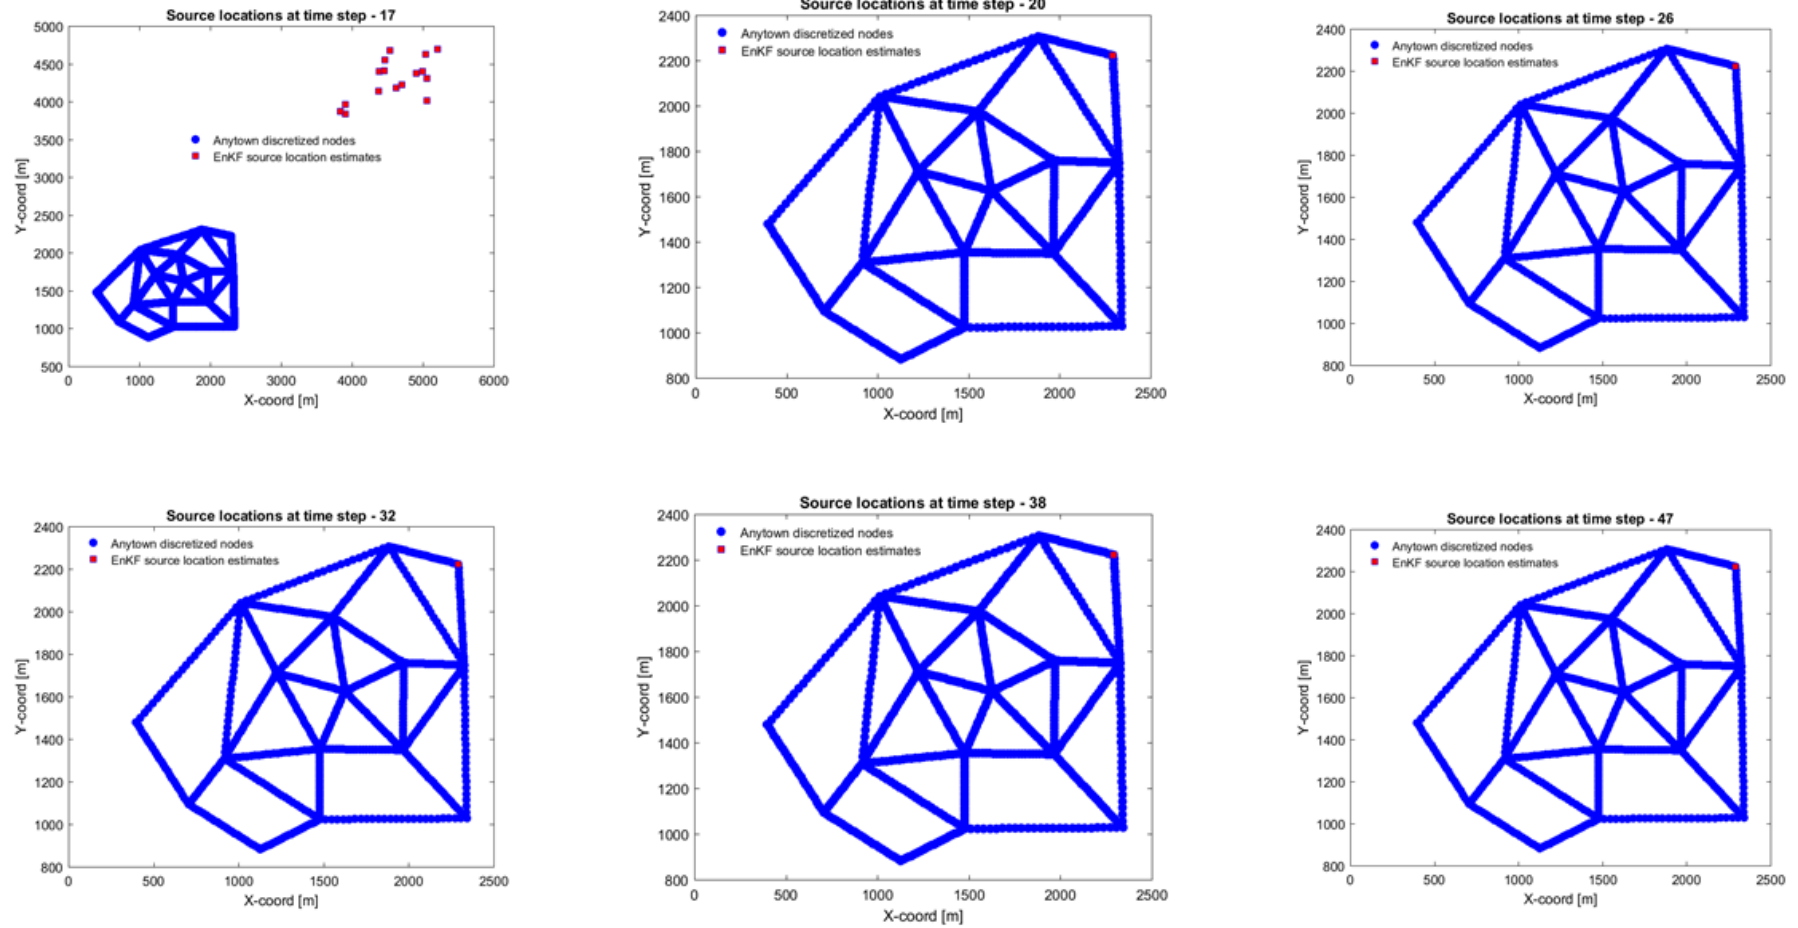 Source locations at time step - 17
5000
4500
4000
3500
3000
2500
2000
1500
1000
500
Y-coord [m]
Anytown discretized nodes
EnKF source location estimates
0 1000 2000 3000 4000 5000 6000
X-coord [m]
Source locations at time step - 20
2400
2200
2000
1800
1600
1400
1200
1000
800
Y-coord [m]
Anytown discretized nodes
EnKF source location estimates
0 500 1000 1500 2000 2500
X-coord [m]
Source locations at time step - 26
2400
2200
2000
1800
1600
1400
1200
1000
800
Y-coord [m]
Anytown discretized nodes
EnKF source location estimates
0 500 1000 1500 2000 2500
X-coord [m]
Source locations at time step - 32
2400
2200
2000
1800
1600
1400
1200
1000
800
Y-coord [m]
Anytown discretized nodes
EnKF source location estimates
0 500 1000 1500 2000 2500
X-coord [m]
Source locations at time step - 38
2400
2200
2000
1800
1600
1400
1200
1000
800
Y-coord [m]
Anytown discretized nodes
EnKF source location estimates
0 500 1000 1500 2000 2500
X-coord [m]
Source locations at time step - 47
2400
2200
2000
1800
1600
1400
1200
1000
800
Y-coord [m]
Anytown discretized nodes
EnKF source location estimates
0 500 1000 1500 2000 2500
X-coord [m]